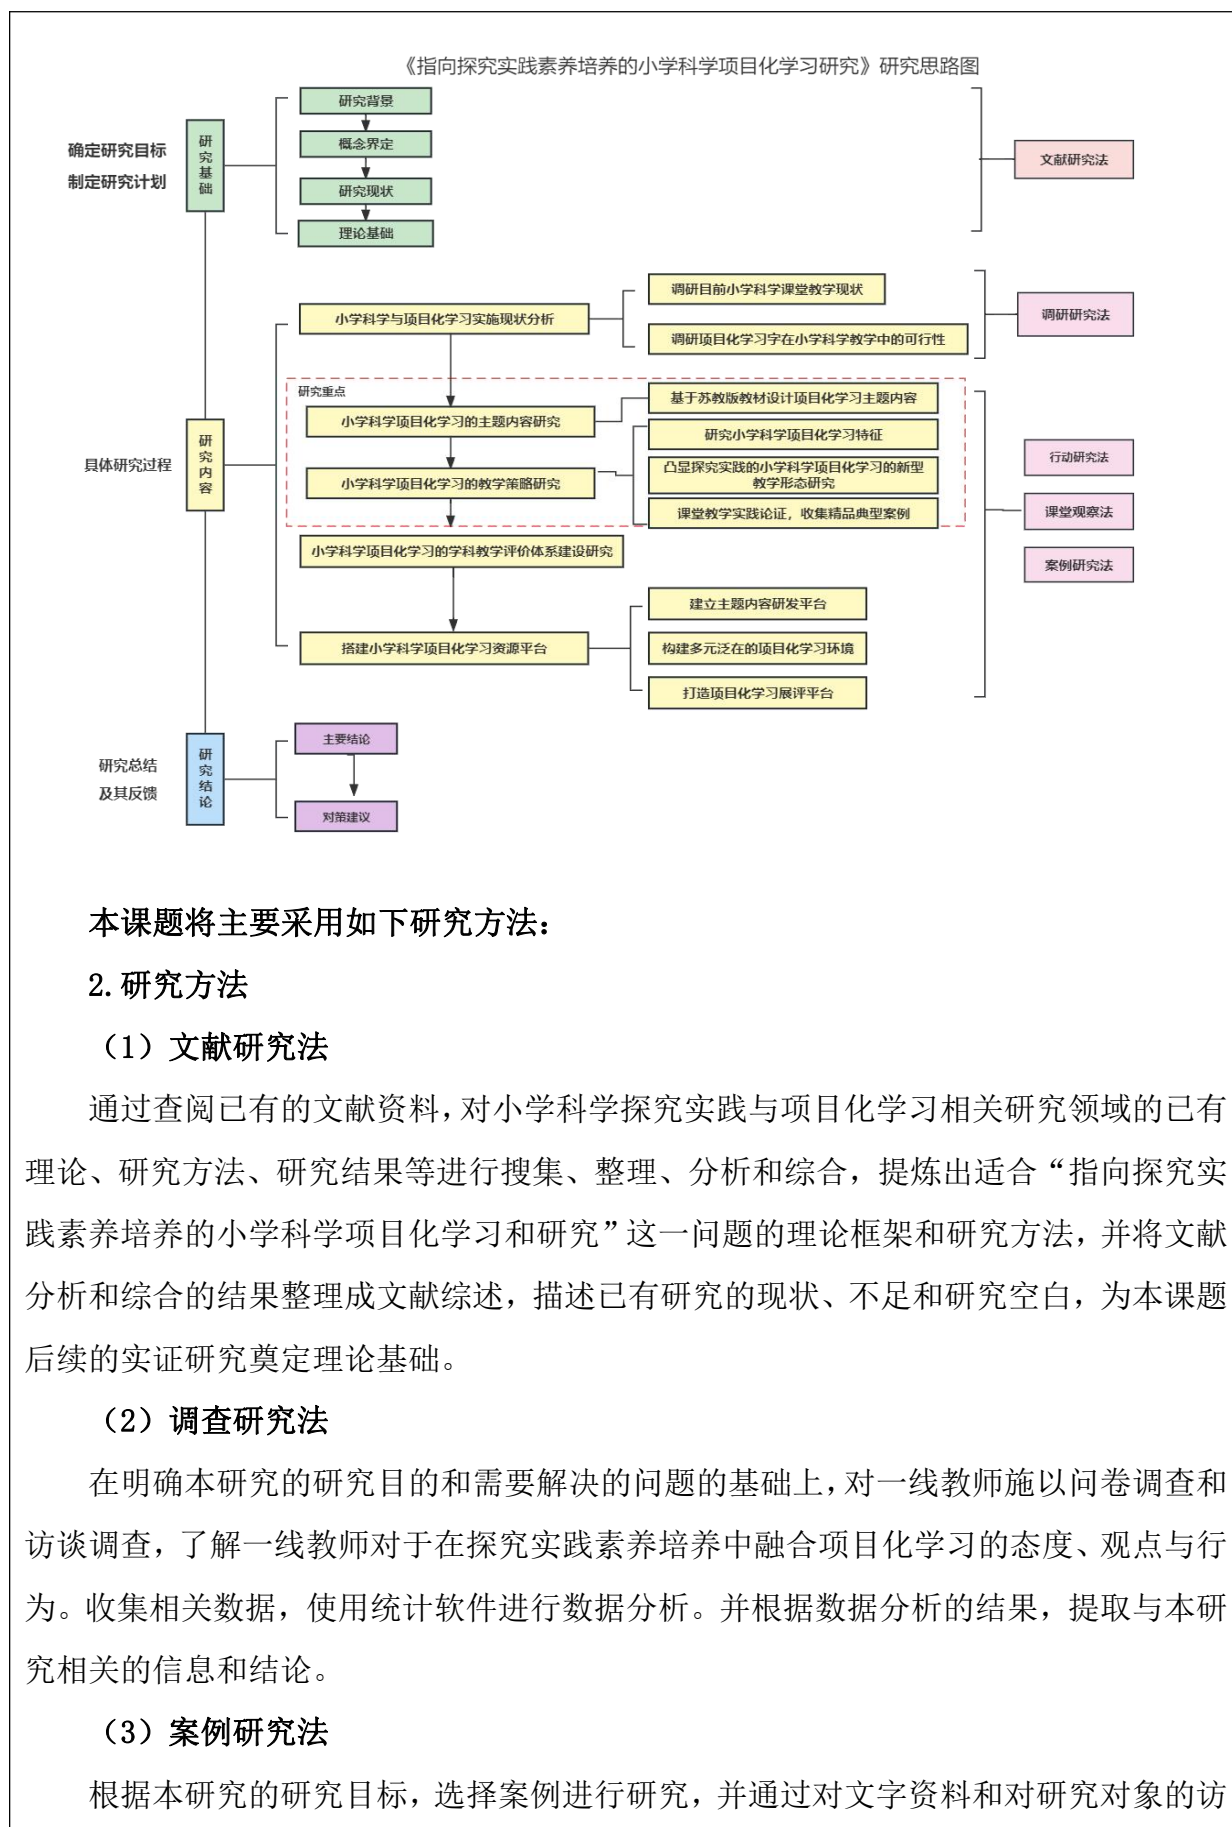 《指向探究实践素养培养的小学科学项目化学习研究》研究思路图
确定研究目标
制定研究计划
研究基础
研究背景
概念界定
研究现状
理论基础
文献研究法
具体研究过程
研究内容
小学科学与项目化学习实施现状分析
调研目前小学科学课堂教学现状
调研项目化学习字在小学科学教学中的可行性
调研研究法
研究重点
小学科学项目化学习的主题内容研究
基于苏教版教材设计项目化学习主题内容
小学科学项目化学习的教学策略研究
研究小学科学项目化学习特征
凸显探究实践的小学科学项目化学习的新型
教学形态研究
课堂教学实践论证，收集精品典型案例
小学科学项目化学习的学科教学评价体系建设研究
搭建小学科学项目化学习资源平台
建立主题内容研发平台
构建多元泛在的项目化学习环境
打造项目化学习展评平台
行动研究法
课堂观察法
案例研究法
研究总结
及其反馈
研究结论
主要结论
对策建议
本课题将主要采用如下研究方法：
2.研究方法
（1）文献研究法
通过查阅已有的文献资料，对小学科学探究实践与项目化学习相关研究领域的已有
理论、研究方法、研究结果等进行搜集、整理、分析和综合，提炼出适合“指向探究实
践素养培养的小学科学项目化学习和研究”这一问题的理论框架和研究方法，并将文献
分析和综合的结果整理成文献综述，描述已有研究的现状、不足和研究空白，为本课题
后续的实证研究奠定理论基础。
（2）调查研究法
在明确本研究的研究目的和需要解决的问题的基础上，对一线教师施以问卷调查和
访谈调查，了解一线教师对于在探究实践素养培养中融合项目化学习的态度、观点与行
为。收集相关数据，使用统计软件进行数据分析。并根据数据分析的结果，提取与本研
究相关的信息和结论。
（3）案例研究法
根据本研究的研究目标，选择案例进行研究，并通过对文字资料和对研究对象的访